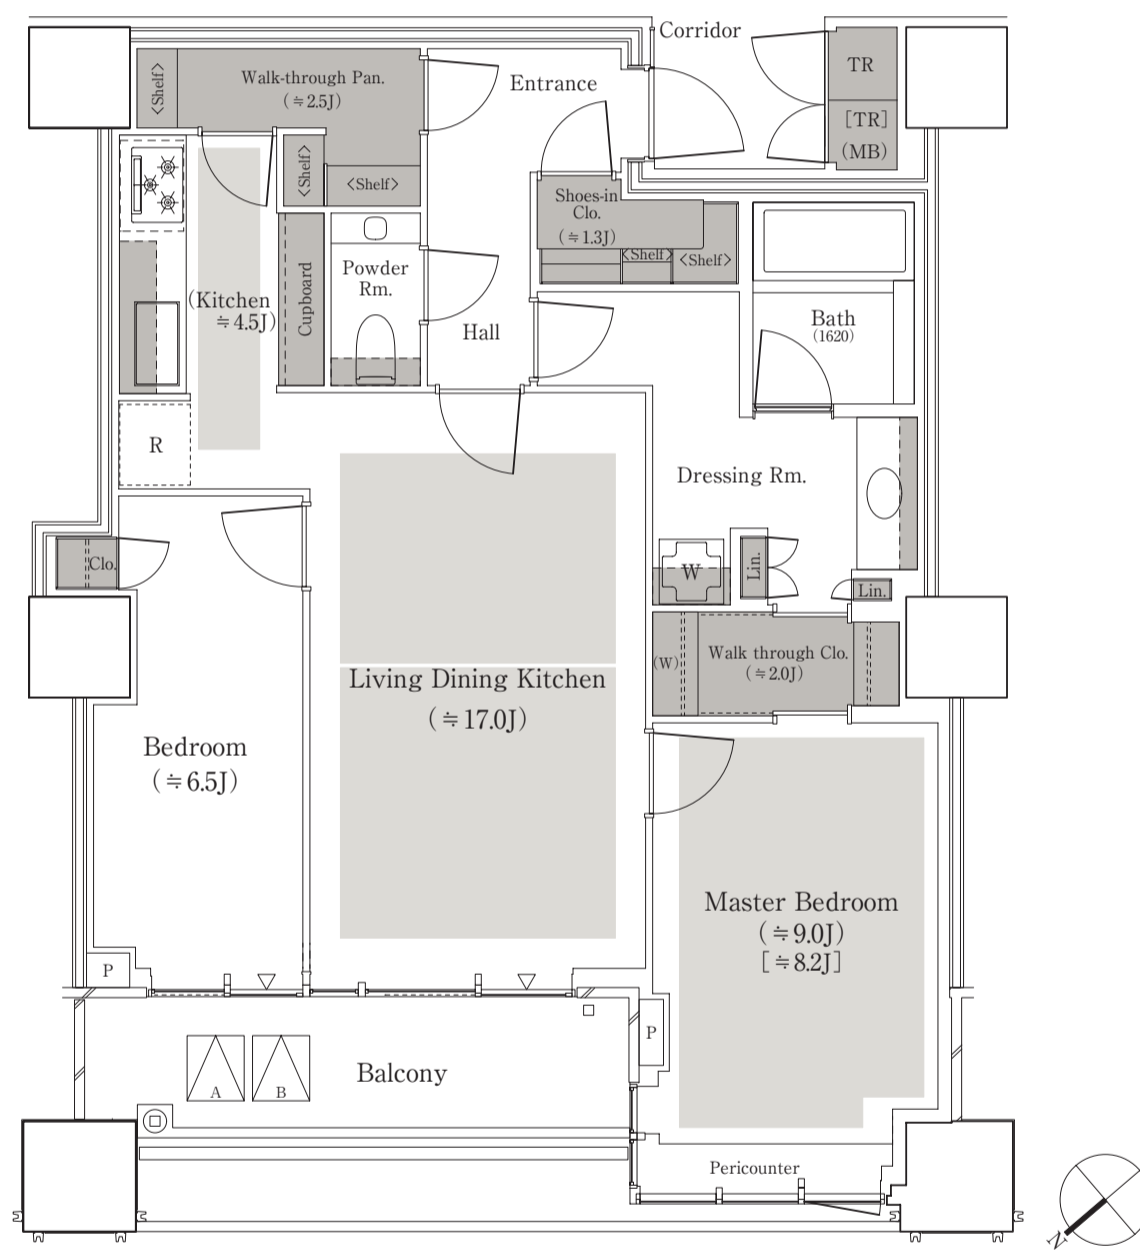 Corridor
TR
[TR]
(MB)
<Shelf>
Walk-through Pan.
(≒2.5J)
Entrance
<Shelf>
<Shelf>
Shoes-in
Clo.
(≒1.3J)
<Shelf>
<Shelf>
Powder
Rm.
Cupboard
(Kitchen
≒4.5J)
Hall
Bath
(1620)
R
Dressing Rm.
Clo.
W
Lin.
Lin.
(W)
Walk through Clo.
(≒2.0J)
Living Dining Kitchen
(≒17.0J)
Bedroom
(≒6.5J)
Master Bedroom
(≒9.0J)
[≒8.2J]
P
P
Balcony
A
B
Pericounter
N